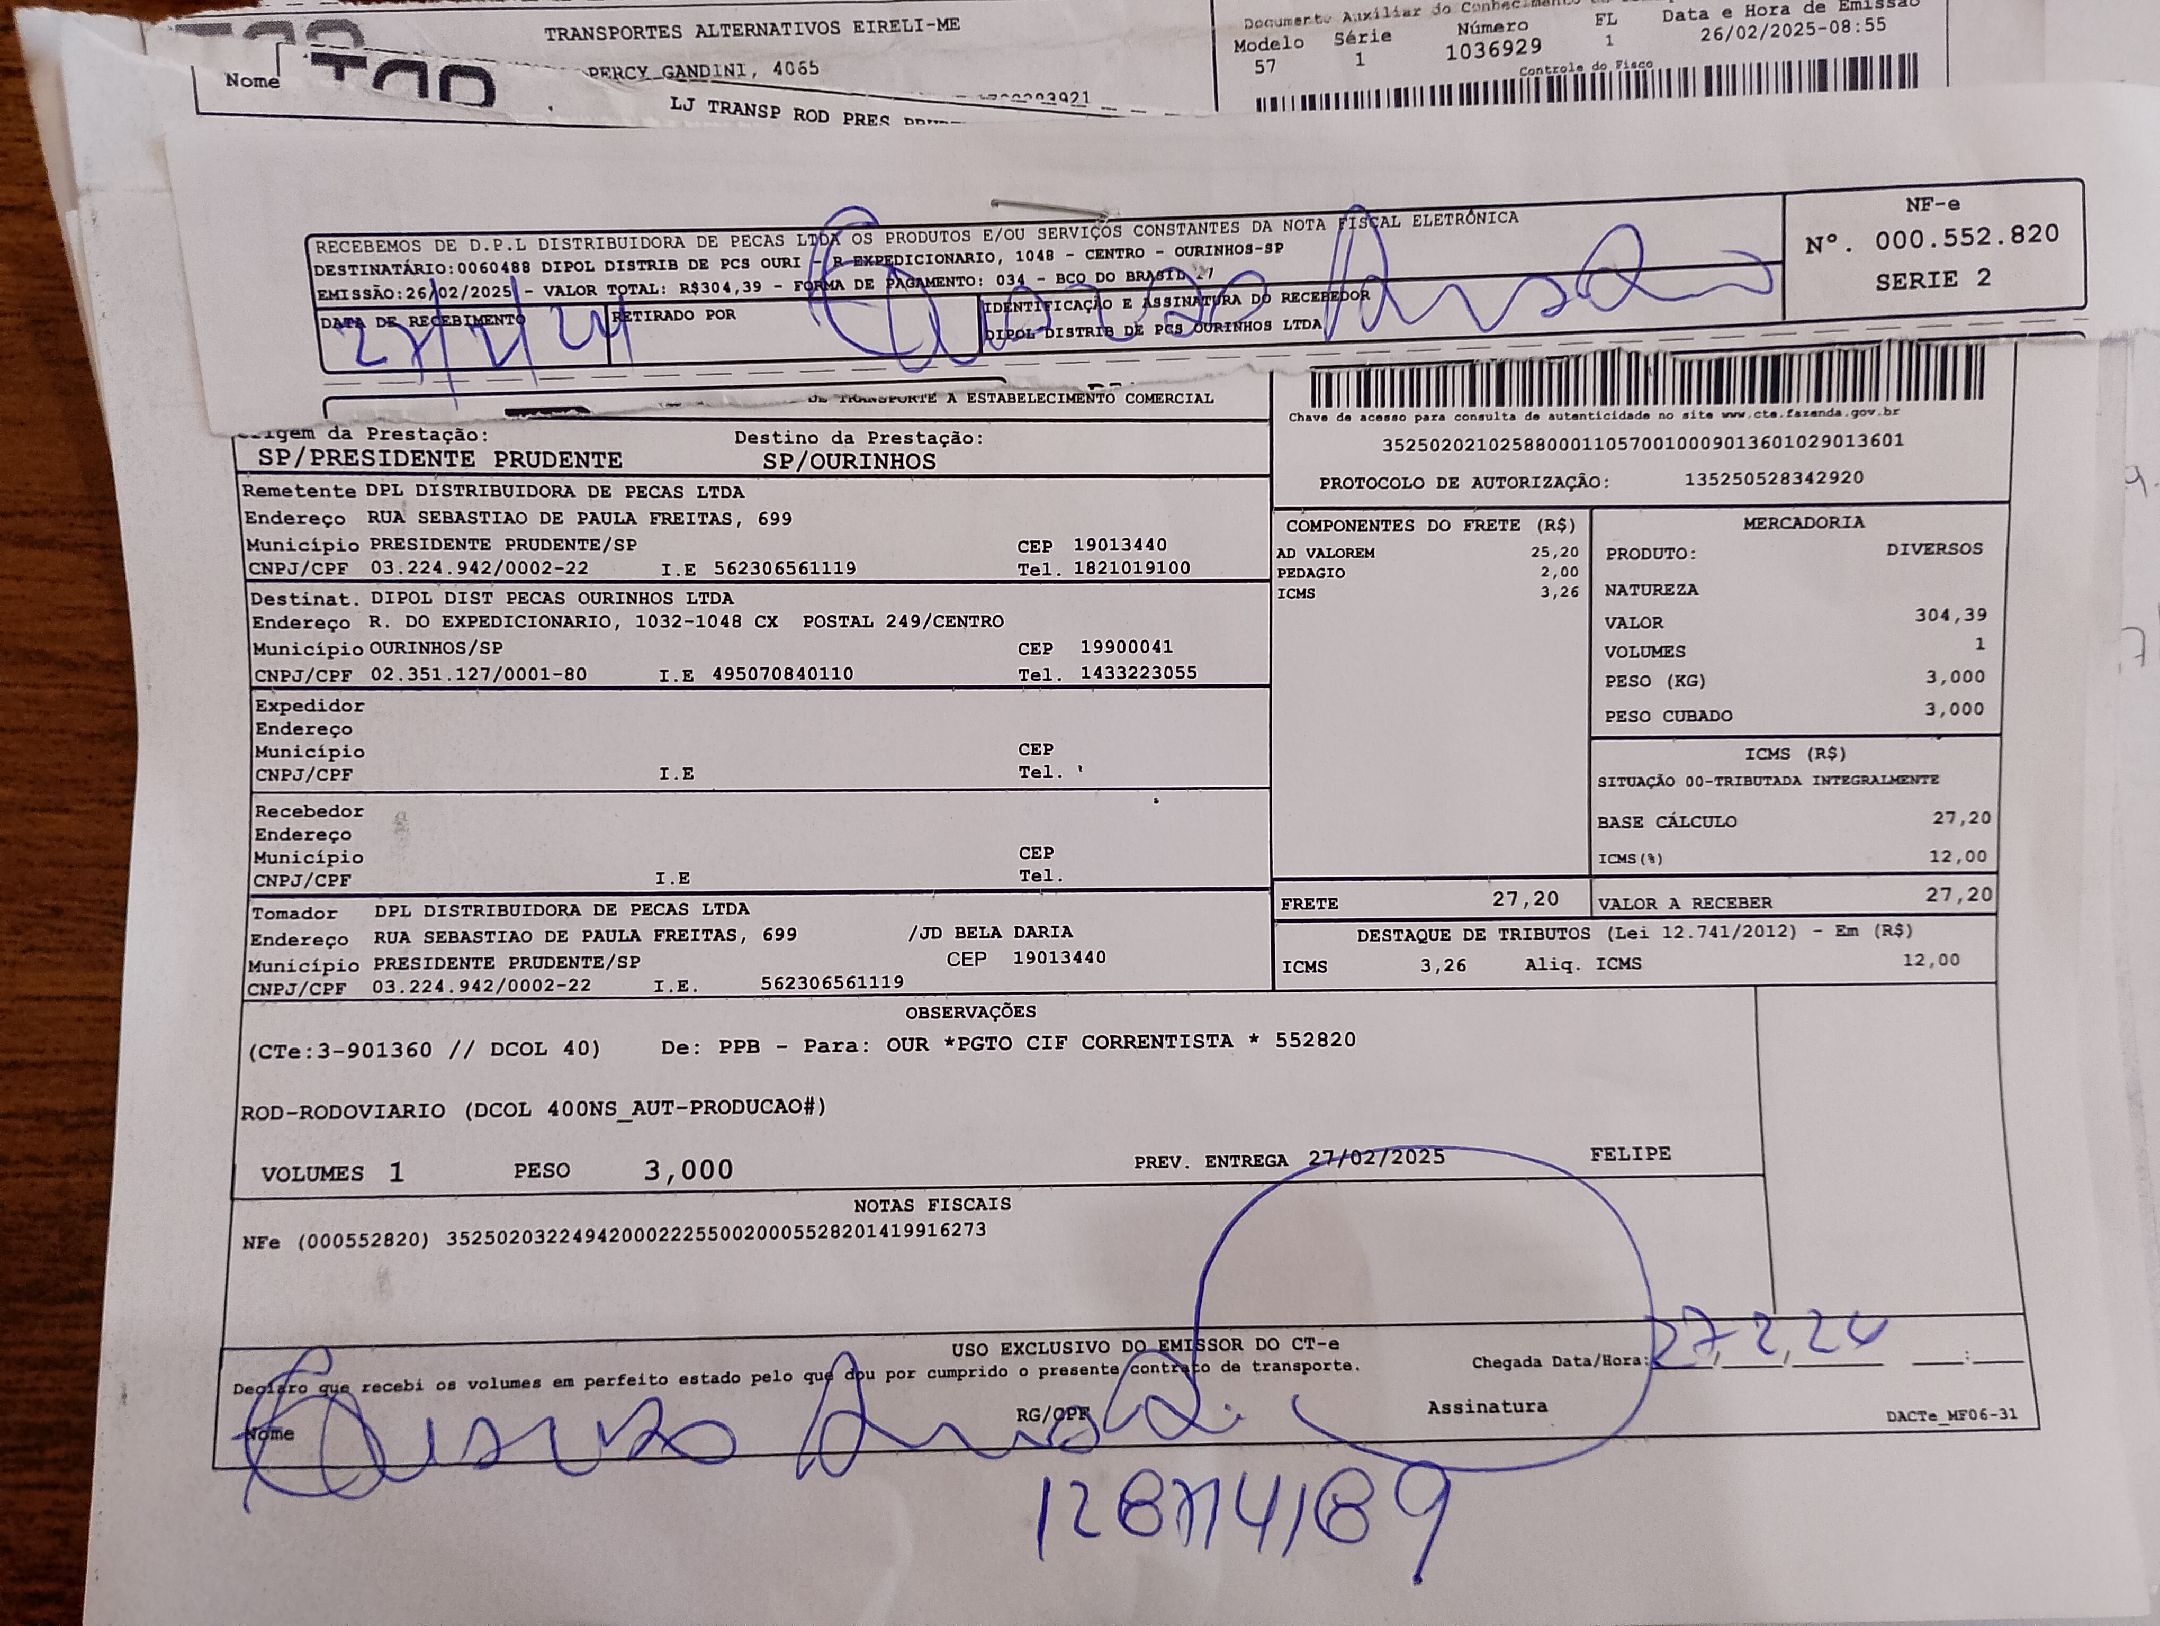 TRANSPORTES ALTERNATIVOS EIRELI-ME
PERCY GANDINI, 4065
Nome
LJ TRANSP ROD PRES
Documento Auxiliar do
Modelo Série Número FL Data e Hora de Emissão
57 1 1036929 1 26/02/2025-08:55
Controle do Fisco
RECEBEMOS DE D.P.L DISTRIBUIDORA DE PECAS LTDA OS PRODUTOS E/OU SERVIÇOS CONSTANTES DA NOTA FISCAL ELETRÔNICA
DESTINATÁRIO:0060488 DIPOL DISTRIB DE PCS OURI - R EXPEDICIONARIO, 1048 - CENTRO - OURINHOS-SP
EMISSÃO:26/02/2025 - VALOR TOTAL: R$304,39 - FORMA DE PAGAMENTO: 034 - BCO DO BRASIL
DATA DE RECEBIMENTO RETIRADO POR IDENTIFICAÇÃO E ASSINATURA DO RECEBEDOR
DIPOL DISTRIB DE PCS OURINHOS LTDA
NF-e
Nº. 000.552.820
SERIE 2
DE TRANSPORTE A ESTABELECIMENTO COMERCIAL
Chave de acesso para consulta de autenticidade no site www.cte.fazenda.gov.br
35250202102588000110570010009013601029013601
PROTOCOLO DE AUTORIZAÇÃO: 135250528342920
Origem da Prestação: Destino da Prestação:
SP/PRESIDENTE PRUDENTE SP/OURINHOS
Remetente DPL DISTRIBUIDORA DE PECAS LTDA
Endereço RUA SEBASTIAO DE PAULA FREITAS, 699
Município PRESIDENTE PRUDENTE/SP CEP 19013440
CNPJ/CPF 03.224.942/0002-22 I.E 562306561119 Tel. 1821019100
Destinat. DIPOL DIST PECAS OURINHOS LTDA
Endereço R. DO EXPEDICIONARIO, 1032-1048 CX POSTAL 249/CENTRO
Município OURINHOS/SP CEP 19900041
CNPJ/CPF 02.351.127/0001-80 I.E 495070840110 Tel. 1433223055
Expedidor
Endereço
Município CEP
CNPJ/CPF I.E Tel.
Recebedor
Endereço
Município CEP
CNPJ/CPF I.E Tel.
Tomador DPL DISTRIBUIDORA DE PECAS LTDA
Endereço RUA SEBASTIAO DE PAULA FREITAS, 699 /JD BELA DARIA
Município PRESIDENTE PRUDENTE/SP CEP 19013440
CNPJ/CPF 03.224.942/0002-22 I.E. 562306561119
COMPONENTES DO FRETE (R$)
AD VALOREM 25,20
PEDAGIO 2,00
ICMS 3,26
MERCADORIA
PRODUTO: DIVERSOS
NATUREZA
VALOR 304,39
VOLUMES 1
PESO (KG) 3,000
PESO CUBADO 3,000
ICMS (R$)
SITUAÇÃO 00-TRIBUTADA INTEGRALMENTE
BASE CÁLCULO 27,20
ICMS(%) 12,00
FRETE 27,20 VALOR A RECEBER 27,20
DESTAQUE DE TRIBUTOS (Lei 12.741/2012) - Em (R$)
ICMS 3,26 Aliq. ICMS 12,00
OBSERVAÇÕES
(CTe:3-901360 // DCOL 40) De: PPB - Para: OUR *PGTO CIF CORRENTISTA * 552820
ROD-RODOVIARIO (DCOL 400NS_AUT-PRODUCAO#)
VOLUMES 1 PESO 3,000 PREV. ENTREGA 27/02/2025 FELIPE
NOTAS FISCAIS
NFe (000552820) 35250203224942000222550020005528201419916273
USO EXCLUSIVO DO EMISSOR DO CT-e
Declaro que recebi os volumes em perfeito estado pelo que dou por cumprido o presente contrato de transporte.
Chegada Data/Hora:
Nome RG/CPF Assinatura
DACTe_MF06-31